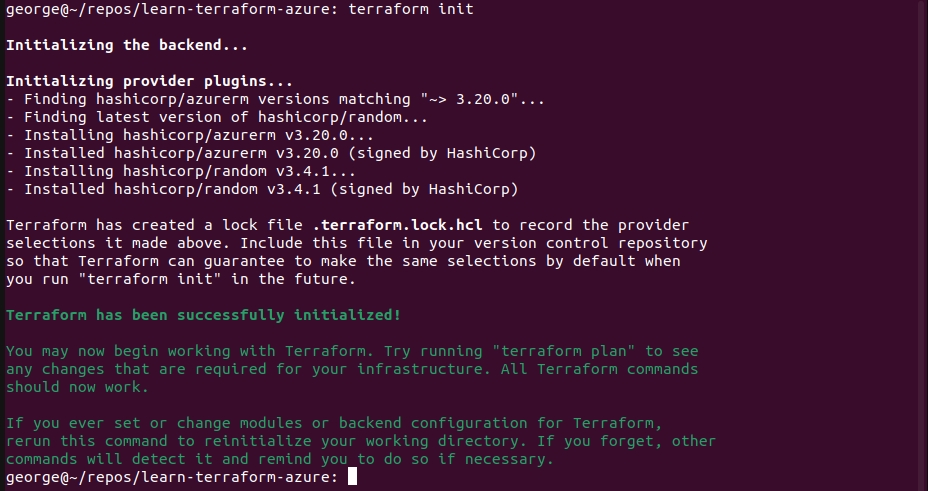 george@~/repos/learn-terraform-azure: terraform init
Initializing the backend...
Initializing provider plugins...
- Finding hashicorp/azurerm versions matching "~> 3.20.0"...
- Finding latest version of hashicorp/random...
- Installing hashicorp/azurerm v3.20.0...
- Installed hashicorp/azurerm v3.20.0 (signed by HashiCorp)
- Installing hashicorp/random v3.4.1...
- Installed hashicorp/random v3.4.1 (signed by HashiCorp)
Terraform has created a lock file .terraform.lock.hcl to record the provider
selections it made above. Include this file in your version control repository
so that Terraform can guarantee to make the same selections by default when
you run "terraform init" in the future.
Terraform has been successfully initialized!
You may now begin working with Terraform. Try running "terraform plan" to see
any changes that are required for your infrastructure. All Terraform commands
should now work.
If you ever set or change modules or backend configuration for Terraform,
rerun this command to reinitialize your working directory. If you forget, other
commands will detect it and remind you to do so if necessary.
george@~/repos/learn-terraform-azure: